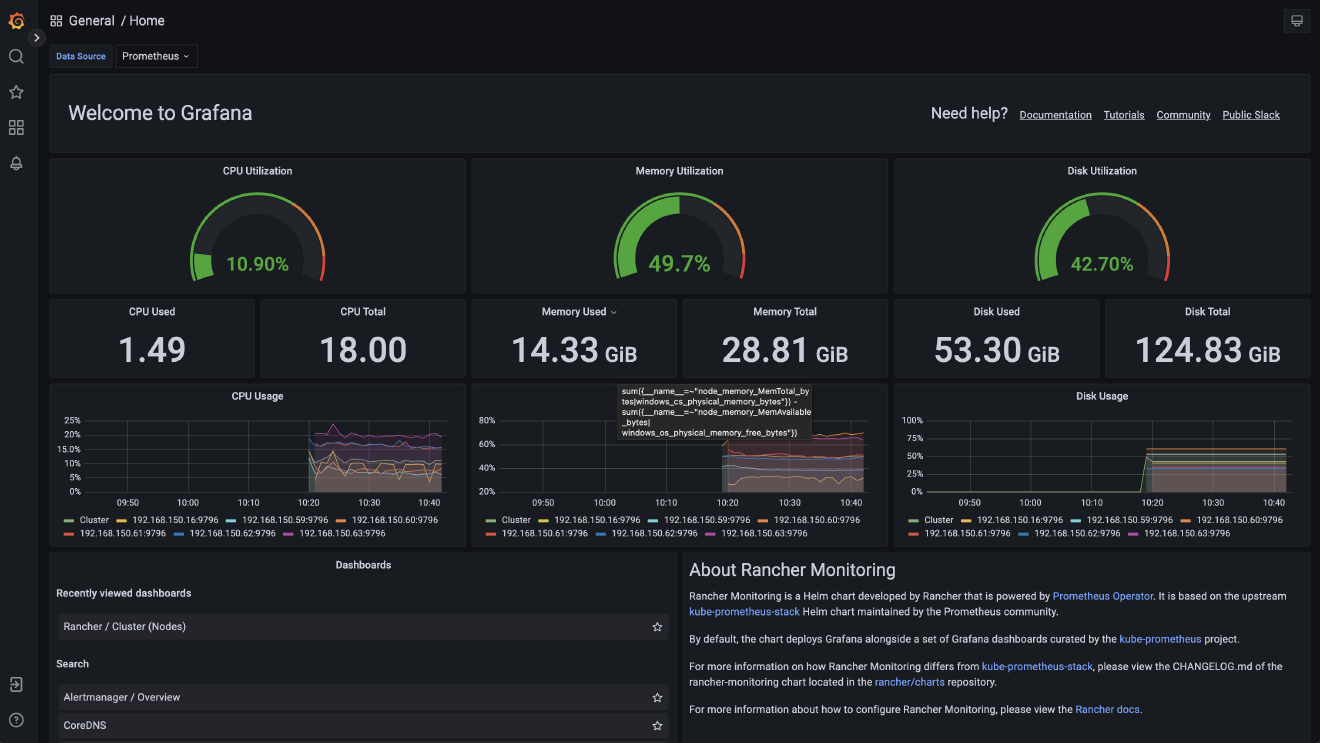 General / Home
Data Source Prometheus
Welcome to Grafana
Need help? Documentation Tutorials Community Public Slack
CPU Utilization
10.90%
Memory Utilization
49.7%
Disk Utilization
42.70%
CPU Used
1.49
CPU Total
18.00
Memory Used
14.33 GiB
Memory Total
28.81 GiB
Disk Used
53.30 GiB
Disk Total
124.83 GiB
CPU Usage
25%
20%
15.0%
10%
5%
0%
09:50 10:00 10:10 10:20 10:30 10:40
Cluster 192.168.150.16:9796 192.168.150.59:9796 192.168.150.60:9796
192.168.150.61:9796 192.168.150.62:9796 192.168.150.63:9796
sum({__name__=~"node_memory_MemTotal_by
tes|windows_cs_physical_memory_bytes"}) -
sum({__name__=~"node_memory_MemAvailable
_bytes|
windows_os_physical_memory_free_bytes"})
80%
60%
40%
20%
09:50 10:00 10:10 10:20 10:30 10:40
Cluster 192.168.150.16:9796 192.168.150.59:9796 192.168.150.60:9796
192.168.150.61:9796 192.168.150.62:9796 192.168.150.63:9796
Disk Usage
100%
75%
50%
25%
0%
09:50 10:00 10:10 10:20 10:30 10:40
Cluster 192.168.150.16:9796 192.168.150.59:9796 192.168.150.60:9796
192.168.150.61:9796 192.168.150.62:9796 192.168.150.63:9796
Dashboards
Recently viewed dashboards
Rancher / Cluster (Nodes)
Search
Alertmanager / Overview
CoreDNS
About Rancher Monitoring
Rancher Monitoring is a Helm chart developed by Rancher that is powered by Prometheus Operator. It is based on the upstream
kube-prometheus-stack Helm chart maintained by the Prometheus community.
By default, the chart deploys Grafana alongside a set of Grafana dashboards curated by the kube-prometheus project.
For more information on how Rancher Monitoring differs from kube-prometheus-stack, please view the CHANGELOG.md of the
rancher-monitoring chart located in the rancher/charts repository.
For more information about how to configure Rancher Monitoring, please view the Rancher docs.